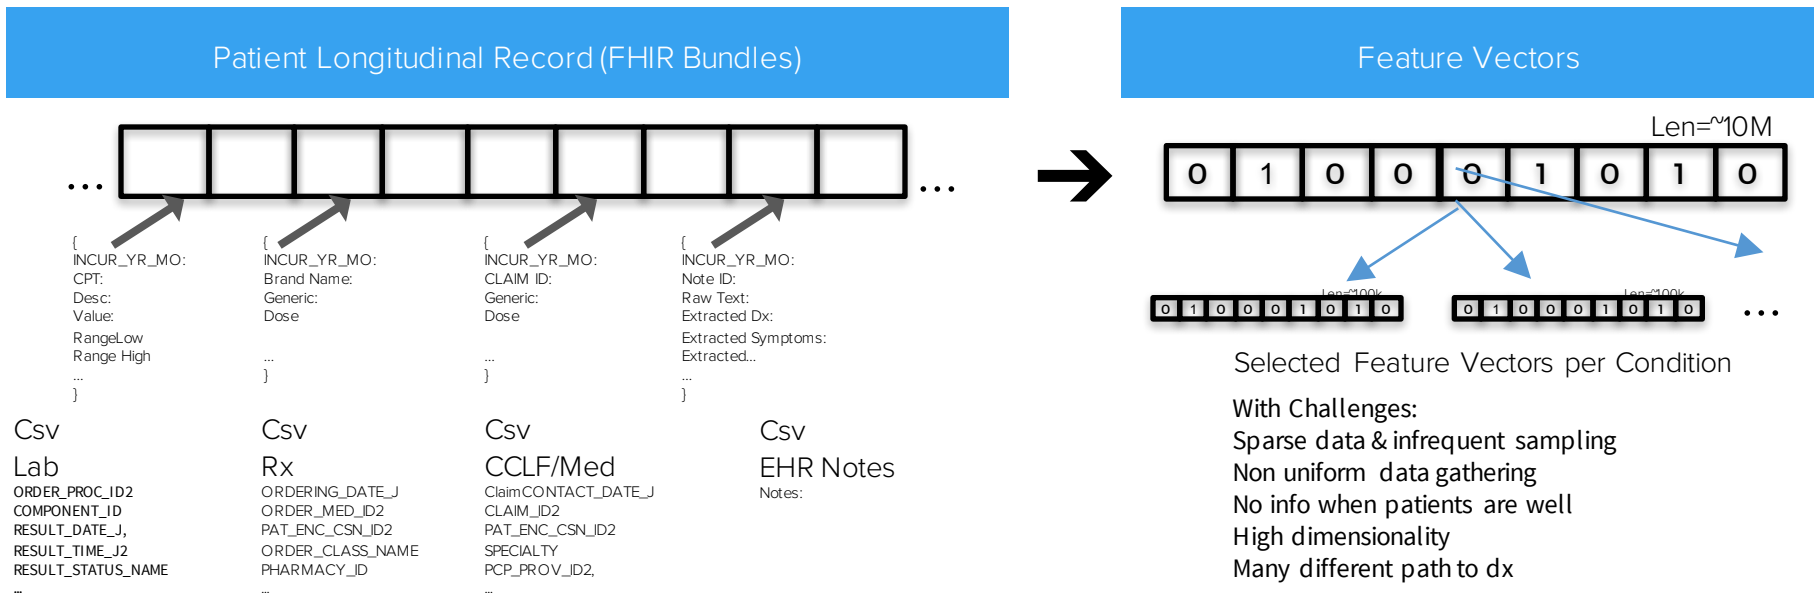 Patient Longitudinal Record (FHIR Bundles)
Feature Vectors
Len=~10M
... ...
0 1 0 0 0 1 0 1 0
{
INCUR_YR_MO:
CPT:
Desc:
Value:
RangeLow
Range High
...
}
{
INCUR_YR_MO:
Brand Name:
Generic:
Dose
...
}
{
INCUR_YR_MO:
CLAIM ID:
Generic:
Dose
...
}
{
INCUR_YR_MO:
Note ID:
Raw Text:
Extracted Dx:
Extracted Symptoms:
Extracted...
...
}
Len=~100k
0 1 0 0 0 1 0 1 0
Len=~100k
0 1 0 0 0 1 0 1 0
...
Selected Feature Vectors per Condition
With Challenges:
Sparse data & infrequent sampling
Non uniform data gathering
No info when patients are well
High dimensionality
Many different path to dx
Csv
Lab
ORDER_PROC_ID2
COMPONENT_ID
RESULT_DATE_J,
RESULT_TIME_J2
RESULT_STATUS_NAME
...
Csv
Rx
ORDERING_DATE_J
ORDER_MED_ID2
PAT_ENC_CSN_ID2
ORDER_CLASS_NAME
PHARMACY_ID
...
Csv
CCLF/Med
ClaimCONTACT_DATE_J
CLAIM_ID2
PAT_ENC_CSN_ID2
SPECIALTY
PCP_PROV_ID2,
...
Csv
EHR Notes
Notes: